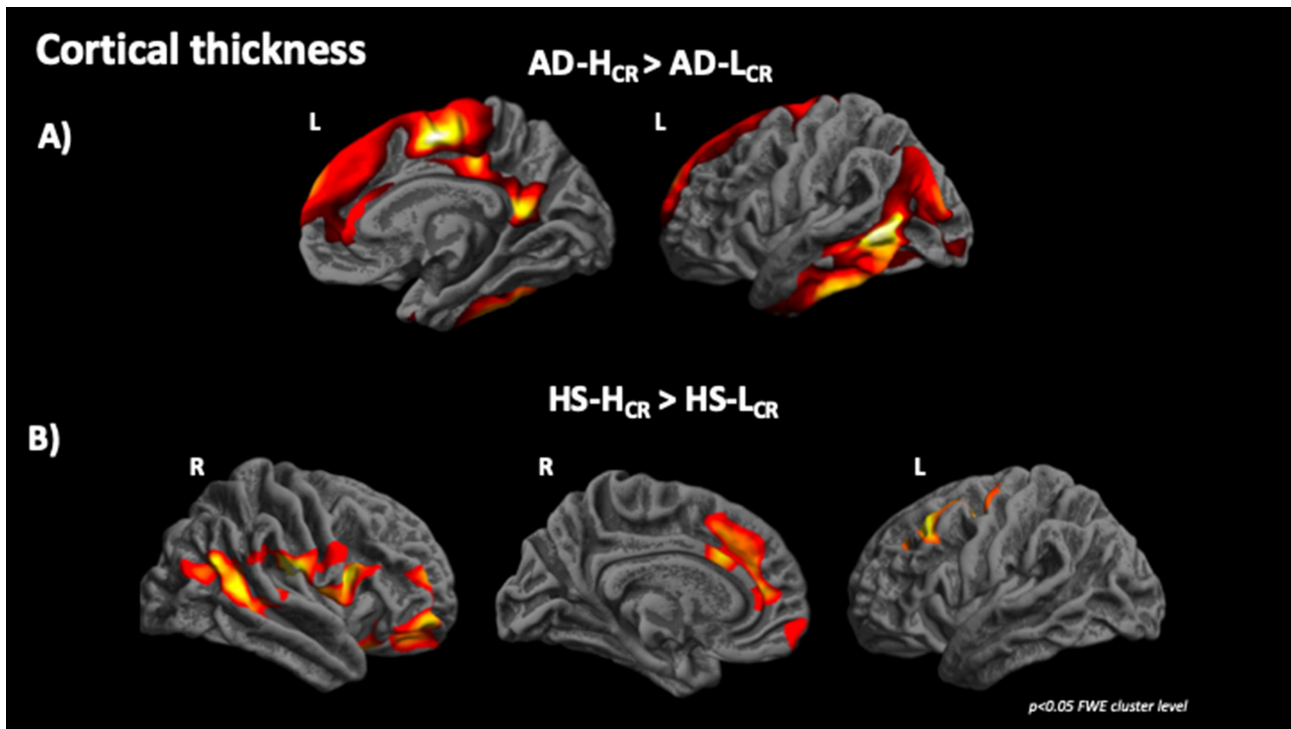 Cortical thickness
AD-HCR > AD-LCR
A)
L
L
HS-HCR > HS-LCR
B)
R
R
L
p<0.05 FWE cluster level